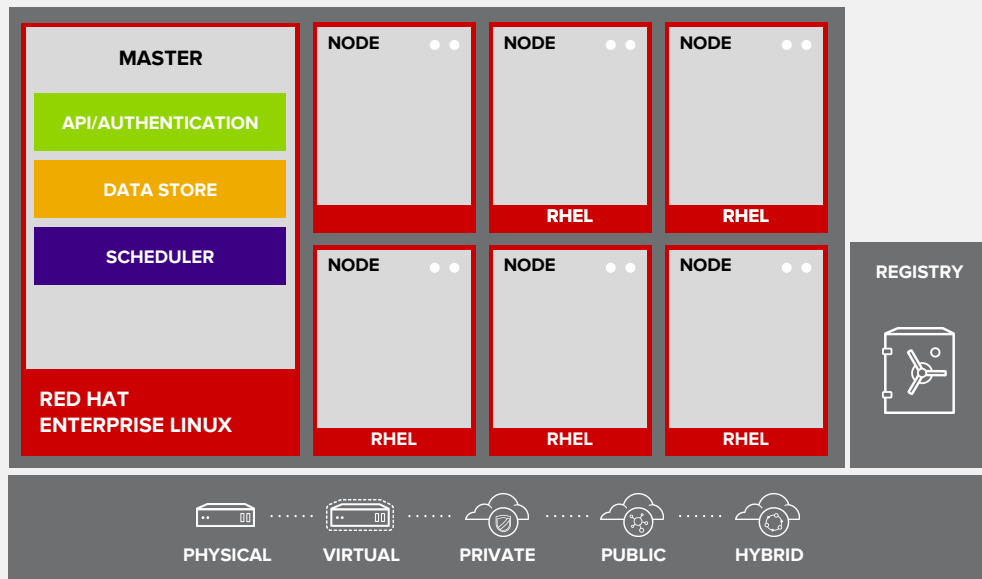 MASTER
API/AUTHENTICATION
DATA STORE
SCHEDULER
RED HAT
ENTERPRISE LINUX
NODE
NODE
NODE
RHEL
RHEL
NODE
NODE
NODE
RHEL
RHEL
RHEL
REGISTRY
PHYSICAL
VIRTUAL
PRIVATE
PUBLIC
HYBRID